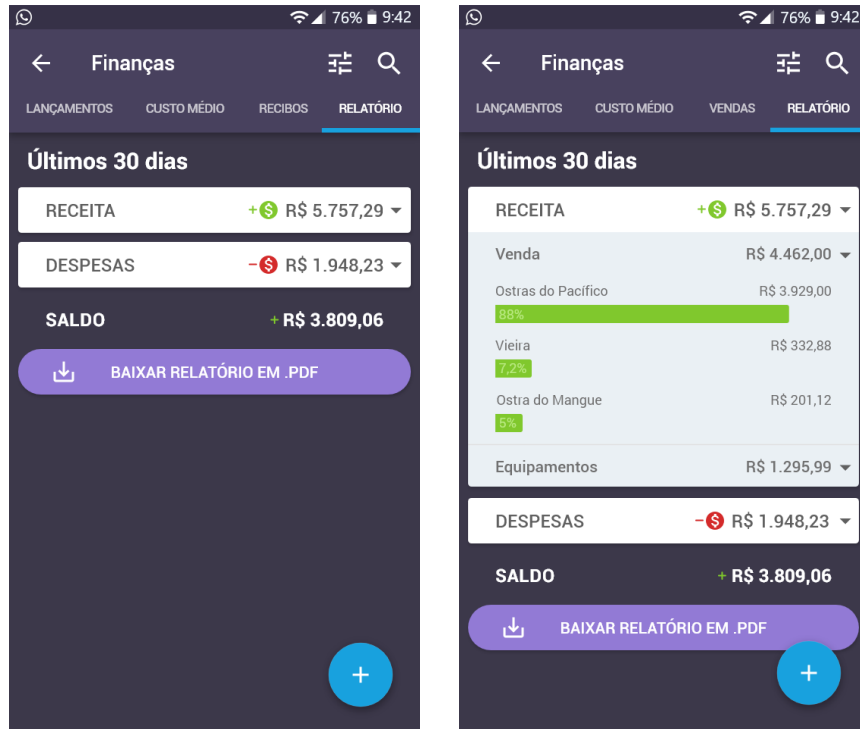 76% 9:42
Finanças
LANÇAMENTOS CUSTO MÉDIO RECIBOS RELATÓRIO
Últimos 30 dias
RECEITA + $ R$ 5.757,29
DESPESAS - $ R$ 1.948,23
SALDO + R$ 3.809,06
BAIXAR RELATÓRIO EM .PDF
+
76% 9:42
Finanças
LANÇAMENTOS CUSTO MÉDIO VENDAS RELATÓRIO
Últimos 30 dias
RECEITA + $ R$ 5.757,29
Venda R$ 4.462,00
Ostras do Pacífico R$ 3.929,00
88%
Vieira R$ 332,88
7,2%
Ostra do Mangue R$ 201,12
5%
Equipamentos R$ 1.295,99
DESPESAS - $ R$ 1.948,23
SALDO + R$ 3.809,06
BAIXAR RELATÓRIO EM .PDF
+